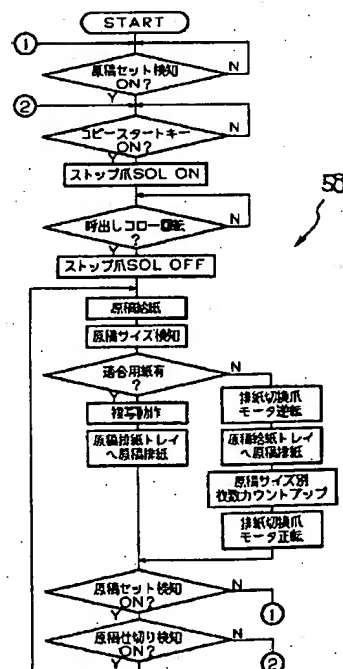 START
①
原稿セット検知
ON?
N
Y
②
コピースタートキー
ON?
N
Y
ストップ爪SOL ON
58
呼出しコロ一回転
?
N
Y
ストップ爪SOL OFF
原稿給紙
原稿サイズ検知
適合用紙有
?
N
Y
複写動作
原稿排紙トレイ
へ原稿排紙
排紙切換爪
モータ逆転
原稿給紙トレイ
へ原稿排紙
原稿サイズ別
枚数カウントアップ
排紙切換爪
モータ正転
原稿セット検知
ON?
N
Y
①
原稿仕切り検知
ON?
N
Y
②